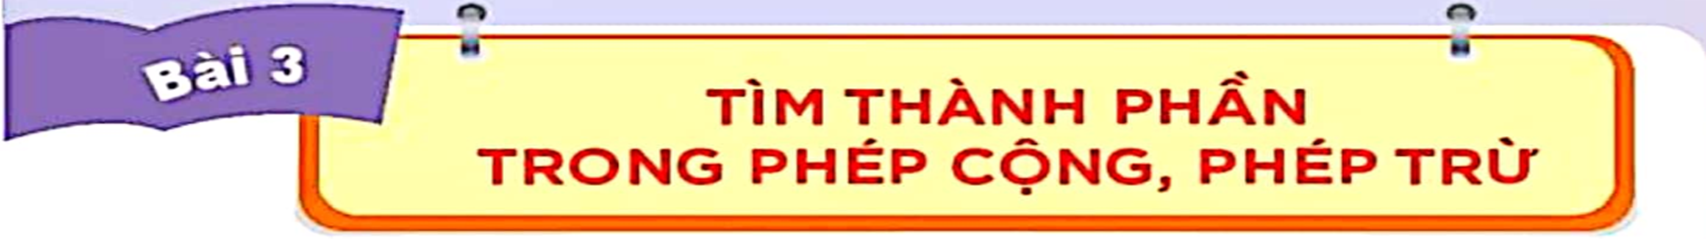 Bài 3
TÌM THÀNH PHẦN
TRONG PHÉP CỘNG, PHÉP TRỪ